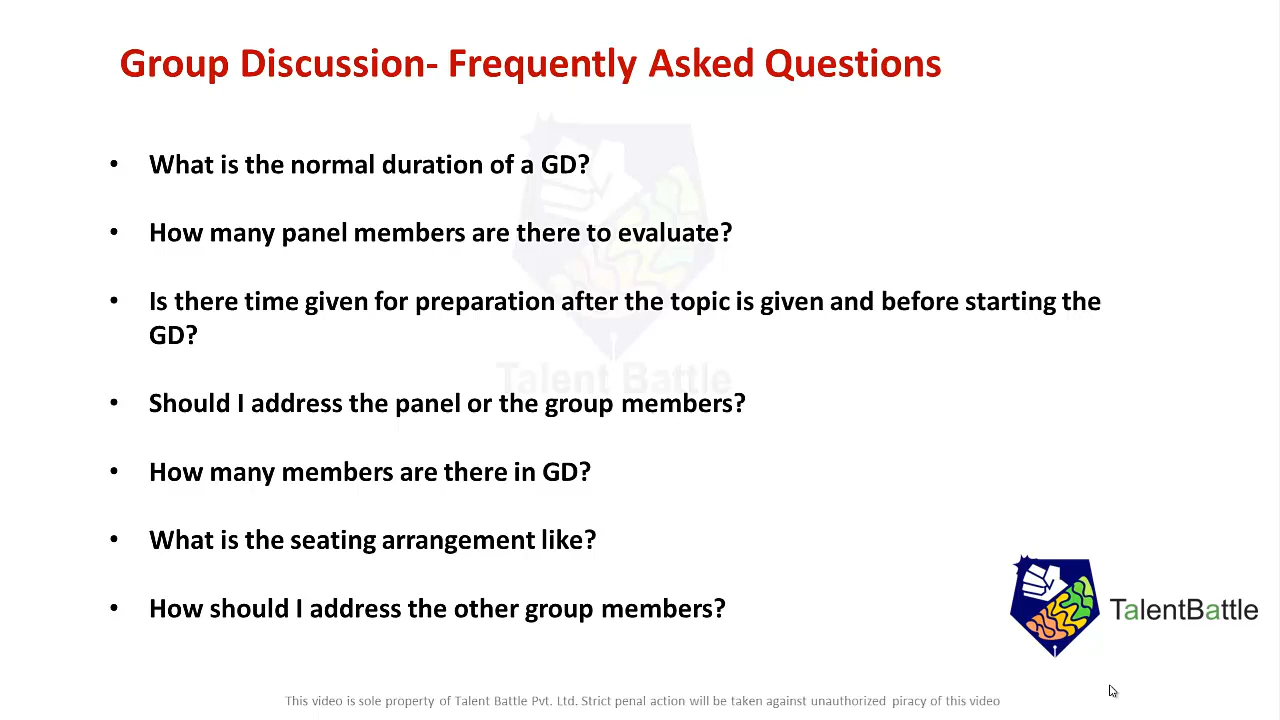 Group Discussion- Frequently Asked Questions
• What is the normal duration of a GD?
• How many panel members are there to evaluate?
• Is there time given for preparation after the topic is given and before starting the
GD?
Talent Battle
• Should I address the panel or the group members?
• How many members are there in GD?
• What is the seating arrangement like?
• How should I address the other group members?
TalentBattle
This video is sole property of Talent Battle Pvt. Ltd. Strict penal action will be taken against unauthorized piracy of this video